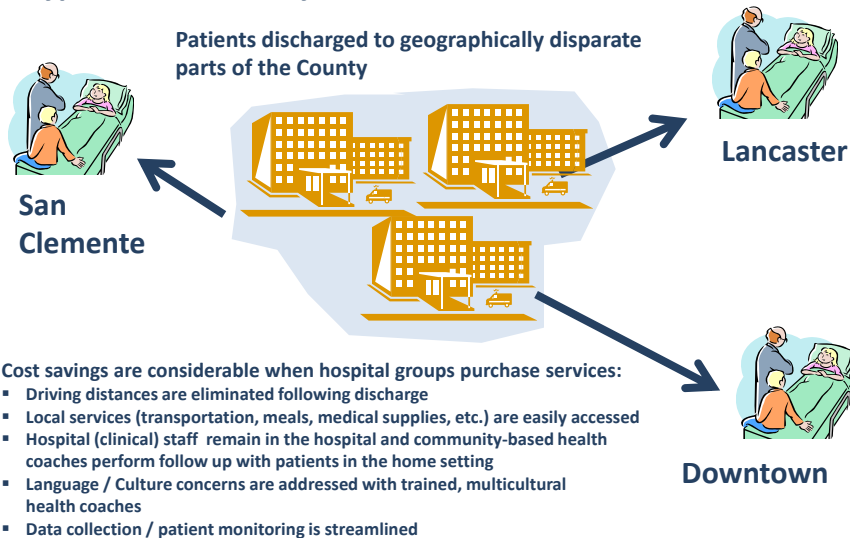 Patients discharged to geographically disparate
parts of the County
Lancaster
San
Clemente
Cost savings are considerable when hospital groups purchase services:
▪ Driving distances are eliminated following discharge
▪ Local services (transportation, meals, medical supplies, etc.) are easily accessed
▪ Hospital (clinical) staff remain in the hospital and community-based health
coaches perform follow up with patients in the home setting
▪ Language / Culture concerns are addressed with trained, multicultural
health coaches
▪ Data collection / patient monitoring is streamlined
Downtown